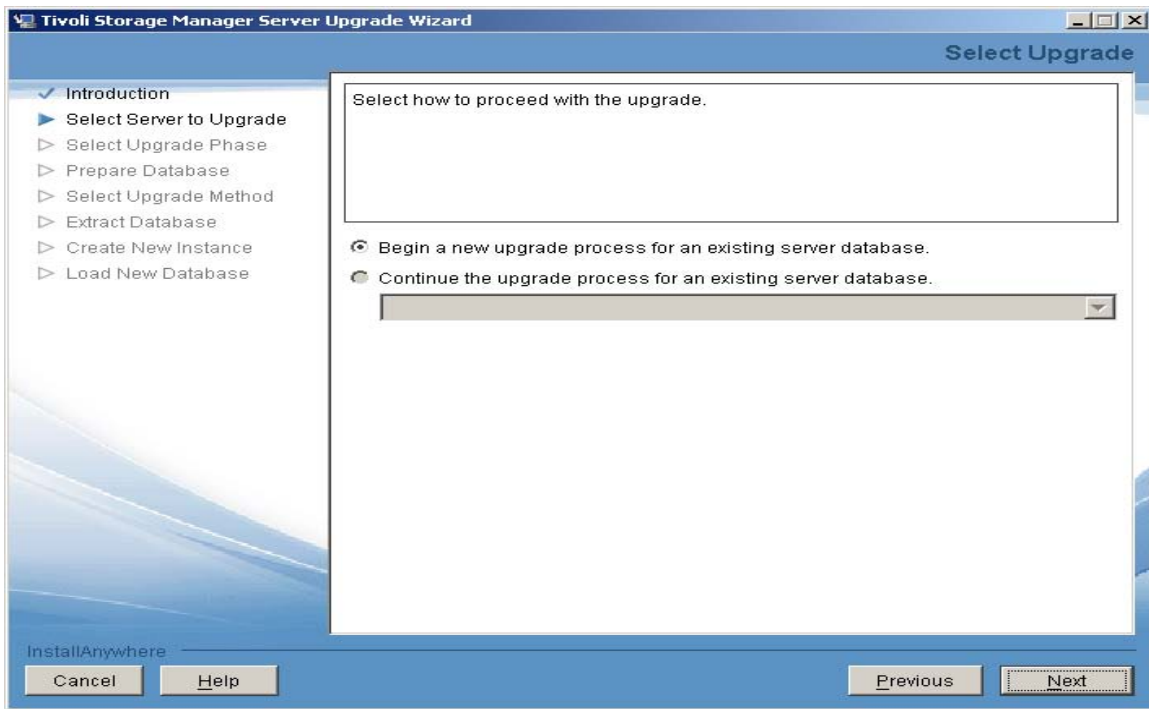 Tivoli Storage Manager Server Upgrade Wizard
Select Upgrade
Introduction
Select Server to Upgrade
Select Upgrade Phase
Prepare Database
Select Upgrade Method
Extract Database
Create New Instance
Load New Database
Select how to proceed with the upgrade.
Begin a new upgrade process for an existing server database.
Continue the upgrade process for an existing server database.
InstallAnywhere
Cancel
Help
Previous
Next